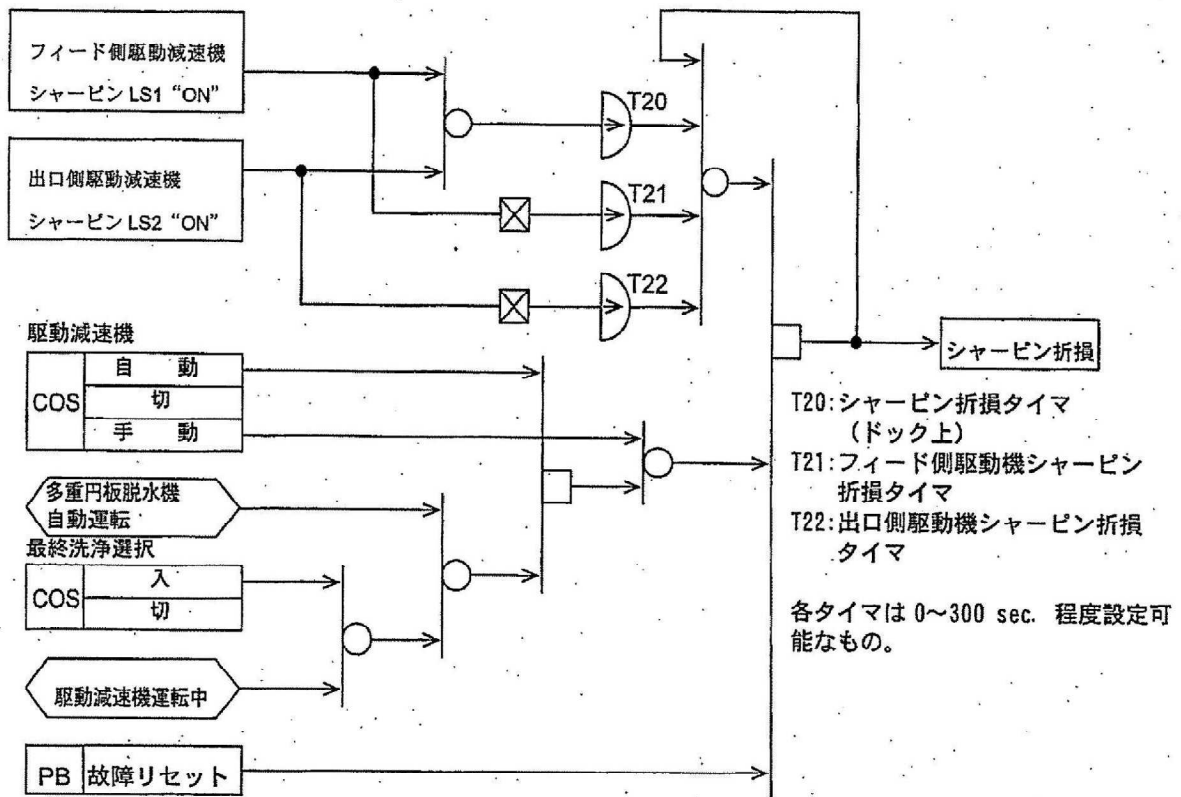 フィード側駆動減速機
シャーピン LS1 “ON”
出口側駆動減速機
シャーピン LS2 “ON”
T20
T21
T22
駆動減速機
COS
自 動
切
手 動
多重円板脱水機
自動運転
最終洗浄選択
COS
入
切
駆動減速機運転中
PB 故障リセット
シャーピン折損
T20:シャーピン折損タイマ
（ドック上）
T21:フィード側駆動機シャーピン
折損タイマ
T22:出口側駆動機シャーピン折損
タイマ
各タイマは 0～300 sec. 程度設定可
能なもの。